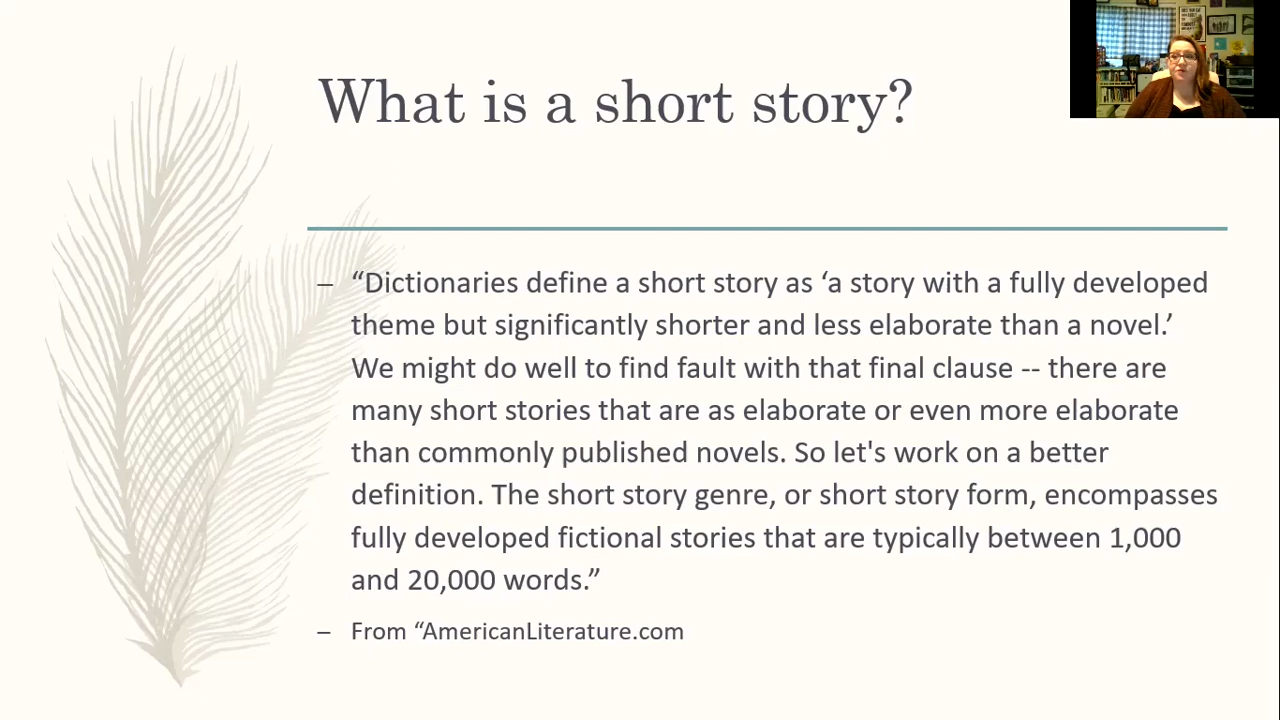 What is a short story?
– “Dictionaries define a short story as ‘a story with a fully developed
theme but significantly shorter and less elaborate than a novel.’
We might do well to find fault with that final clause -- there are
many short stories that are as elaborate or even more elaborate
than commonly published novels. So let's work on a better
definition. The short story genre, or short story form, encompasses
fully developed fictional stories that are typically between 1,000
and 20,000 words.”
– From “AmericanLiterature.com